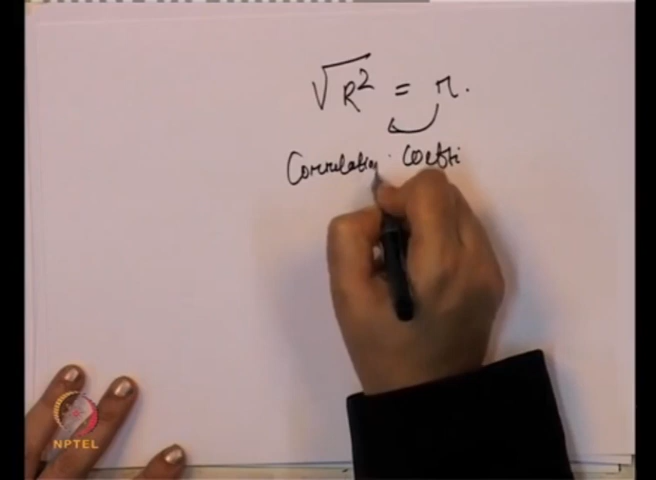 √R² = r.
Correlation coeffi
NPTEL